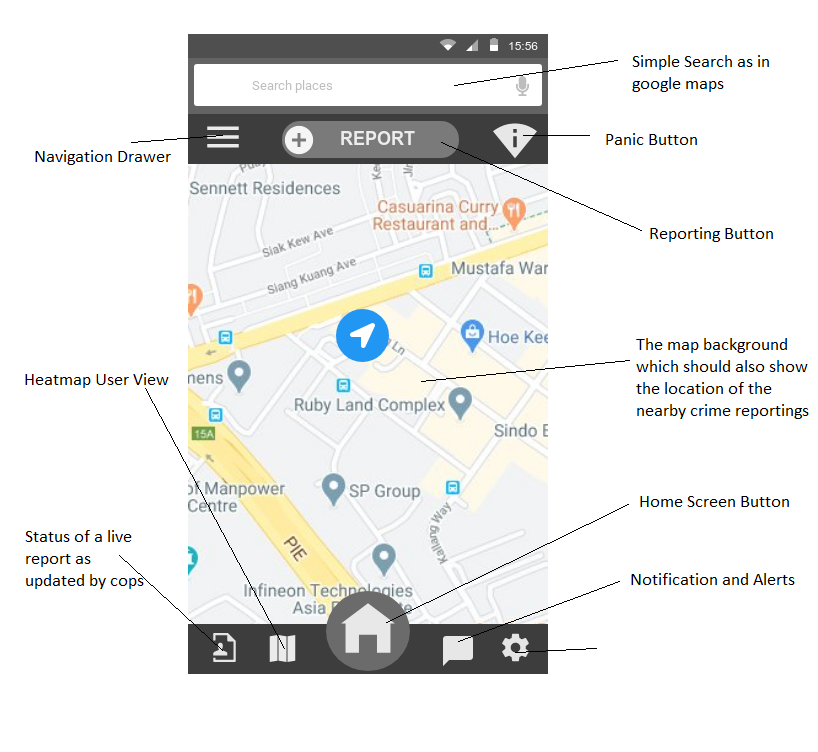 15:56
Simple Search as in
google maps
Search places
REPORT
Panic Button
Navigation Drawer
Sennett Residences
Casuarina Curry
Restaurant and...
Reporting Button
Siak Kew Ave
Siang Kuang Ave
Mustafa War
Hoe Kee
The map background
which should also show
the location of the
nearby crime reportings
Ln
Heatmap User View
mens
Ruby Land Complex
Sindo E
15A
of Manpower
Centre
SP Group
Home Screen Button
Kallang Way
Status of a live
report as
updated by cops
PIE
Infineon Technologies
Asia
Notification and Alerts